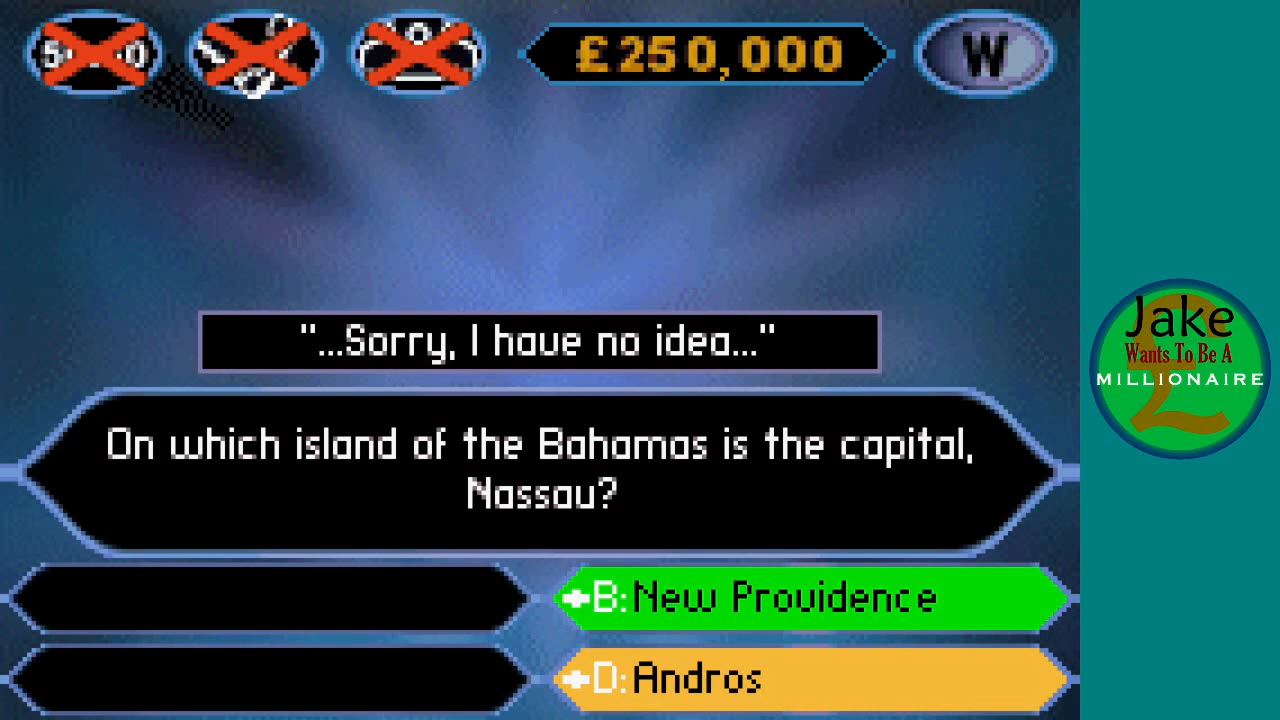 £250,000
W
"...Sorry, I have no idea..."
On which island of the Bahamas is the capital,
Nassau?
B: New Providence
D: Andros
Jake
Wants To Be A
MILLIONAIRE